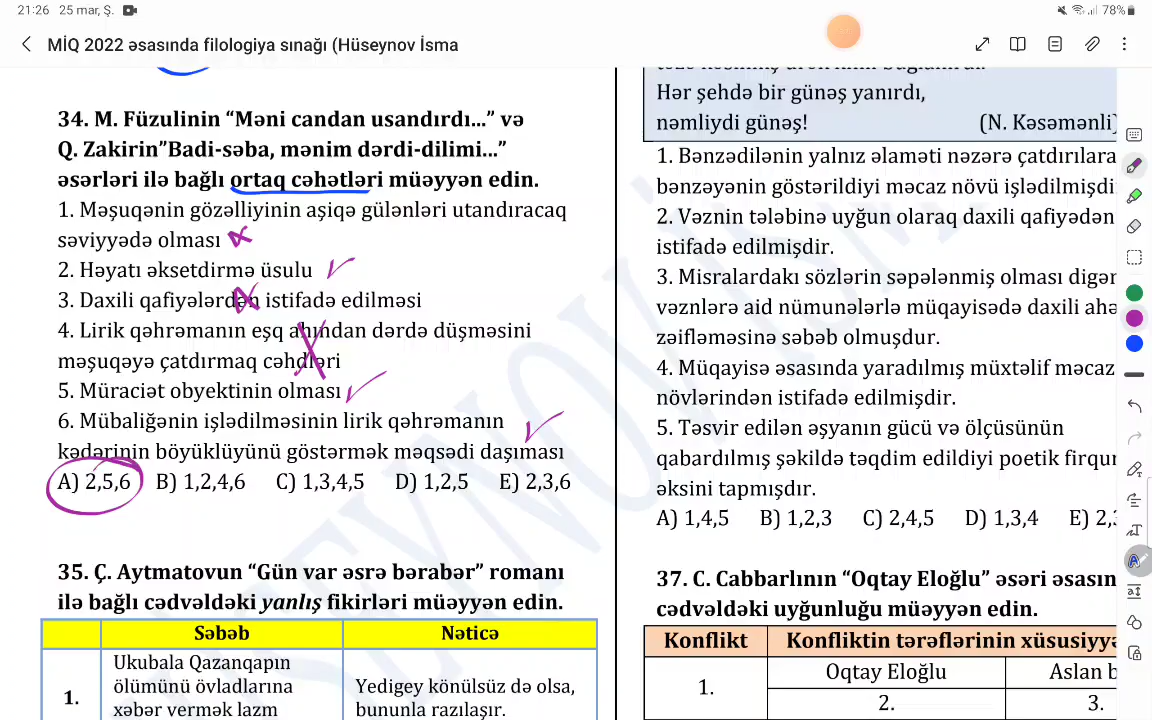 21:26 25 mar, Ş. 78%
MİQ 2022 əsasında filologiya sınağı (Hüseynov İsma
34. M. Füzulinin “Məni candan usandırdı...” və
Q. Zakirin”Badi-səba, mənim dərdi-dilimi...”
əsərləri ilə bağlı ortaq cəhətləri müəyyən edin.
1. Məşuqənin gözəlliyinin aşiqə gülənləri utandıracaq
səviyyədə olması
2. Həyatı əksetdirmə üsulu
3. Daxili qafiyələrdən istifadə edilməsi
4. Lirik qəhrəmanın eşq ahından dərdə düşməsini
məşuqəyə çatdırmaq cəhdləri
5. Müraciət obyektinin olması
6. Mübaliğənin işlədilməsinin lirik qəhrəmanın
kədərinin böyüklüyünü göstərmək məqsədi daşıması
A) 2,5,6 B) 1,2,4,6 C) 1,3,4,5 D) 1,2,5 E) 2,3,6
35. Ç. Aytmatovun “Gün var əsrə bərabər” romanı
ilə bağlı cədvəldəki yanlış fikirləri müəyyən edin.
Səbəb Nəticə
1.
Ukubala Qazanqapın
ölümünü övladlarına
xəbər vermək lazm
Yedigey könülsüz də olsa,
bununla razılaşır.
Hər şehdə bir günəş yanırdı,
nəmliydi günəş! (N. Kəsəmənli)
1. Bənzədilənin yalnız əlaməti nəzərə çatdırılara
bənzəyənin göstərildiyi məcaz növü işlədilmişdi
2. Vəznin tələbinə uyğun olaraq daxili qafiyədən
istifadə edilmişdir.
3. Misralardakı sözlərin səpələnmiş olması digər
vəznlərə aid nümunələrlə müqayisədə daxili aha
zəifləməsinə səbəb olmuşdur.
4. Müqayisə əsasında yaradılmış müxtəlif məcaz
növlərindən istifadə edilmişdir.
5. Təsvir edilən əşyanın gücü və ölçüsünün
qabardılmış şəkildə təqdim edildiyi poetik firqur
əksini tapmışdır.
A) 1,4,5 B) 1,2,3 C) 2,4,5 D) 1,3,4 E) 2,3
37. C. Cabbarlının “Oqtay Eloğlu” əsəri əsasın
cədvəldəki uyğunluğu müəyyən edin.
Konflikt Konfliktin tərəflərinin xüsusiyyə
1.
Oqtay Eloğlu Aslan b
2. 3.